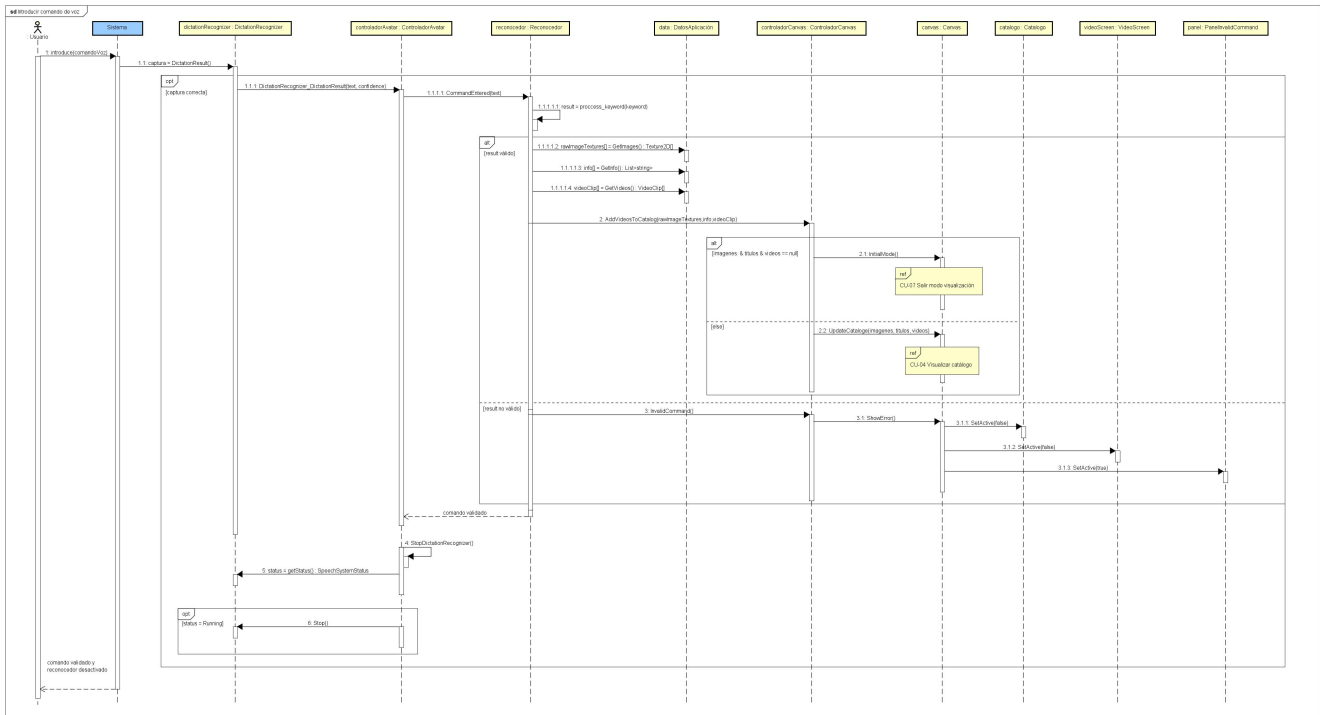 sd Introducir comando de voz
: Usuario
Sistema
dictationRecognizer : DictationRecognizer
controladorAvatar : ControladorAvatar
reconocedor : Reconocedor
data : DatosAplicación
controladorCanvas : ControladorCanvas
canvas : Canvas
catalogo : Catalogo
videoScreen : VideoScreen
panel : PanelInvalidCommand
1: introduce(comandoVoz)
1.1: captura = DictationResult()
opt
[captura correcta]
1.1.1: DictationRecognizer_DictationResult(text, confidence)
1.1.1.1: CommandEntered(text)
1.1.1.1.1: result = proccess_keyword(keyword)
alt
[result válido]
1.1.1.1.2: rawImageTextures[] = GetImages() : Texture2D[]
1.1.1.1.3: info[] = GetInfo() : List<string>
1.1.1.1.4: videoClip[] = GetVideos() : VideoClip[]
2: AddVideosToCatalog(rawImageTextures,info,videoClip)
alt
[imagenes & titulos & videos == null]
2.1: InitialMode()
ref
CU-07 Salir modo visualización
[else]
2.2: UpdateCataloge(imagenes, titulos, videos)
ref
CU-04 Visualizar catálogo
[result no válido]
3: InvalidCommand()
3.1: ShowError()
3.1.1: SetActive(false)
3.1.2: SetActive(false)
3.1.3: SetActive(true)
comando validado
4: StopDictationRecognizer()
5: status = getStatus() : SpeechSystemStatus
opt
[status = Running]
6: Stop()
comando validado y
reconocedor desactivado